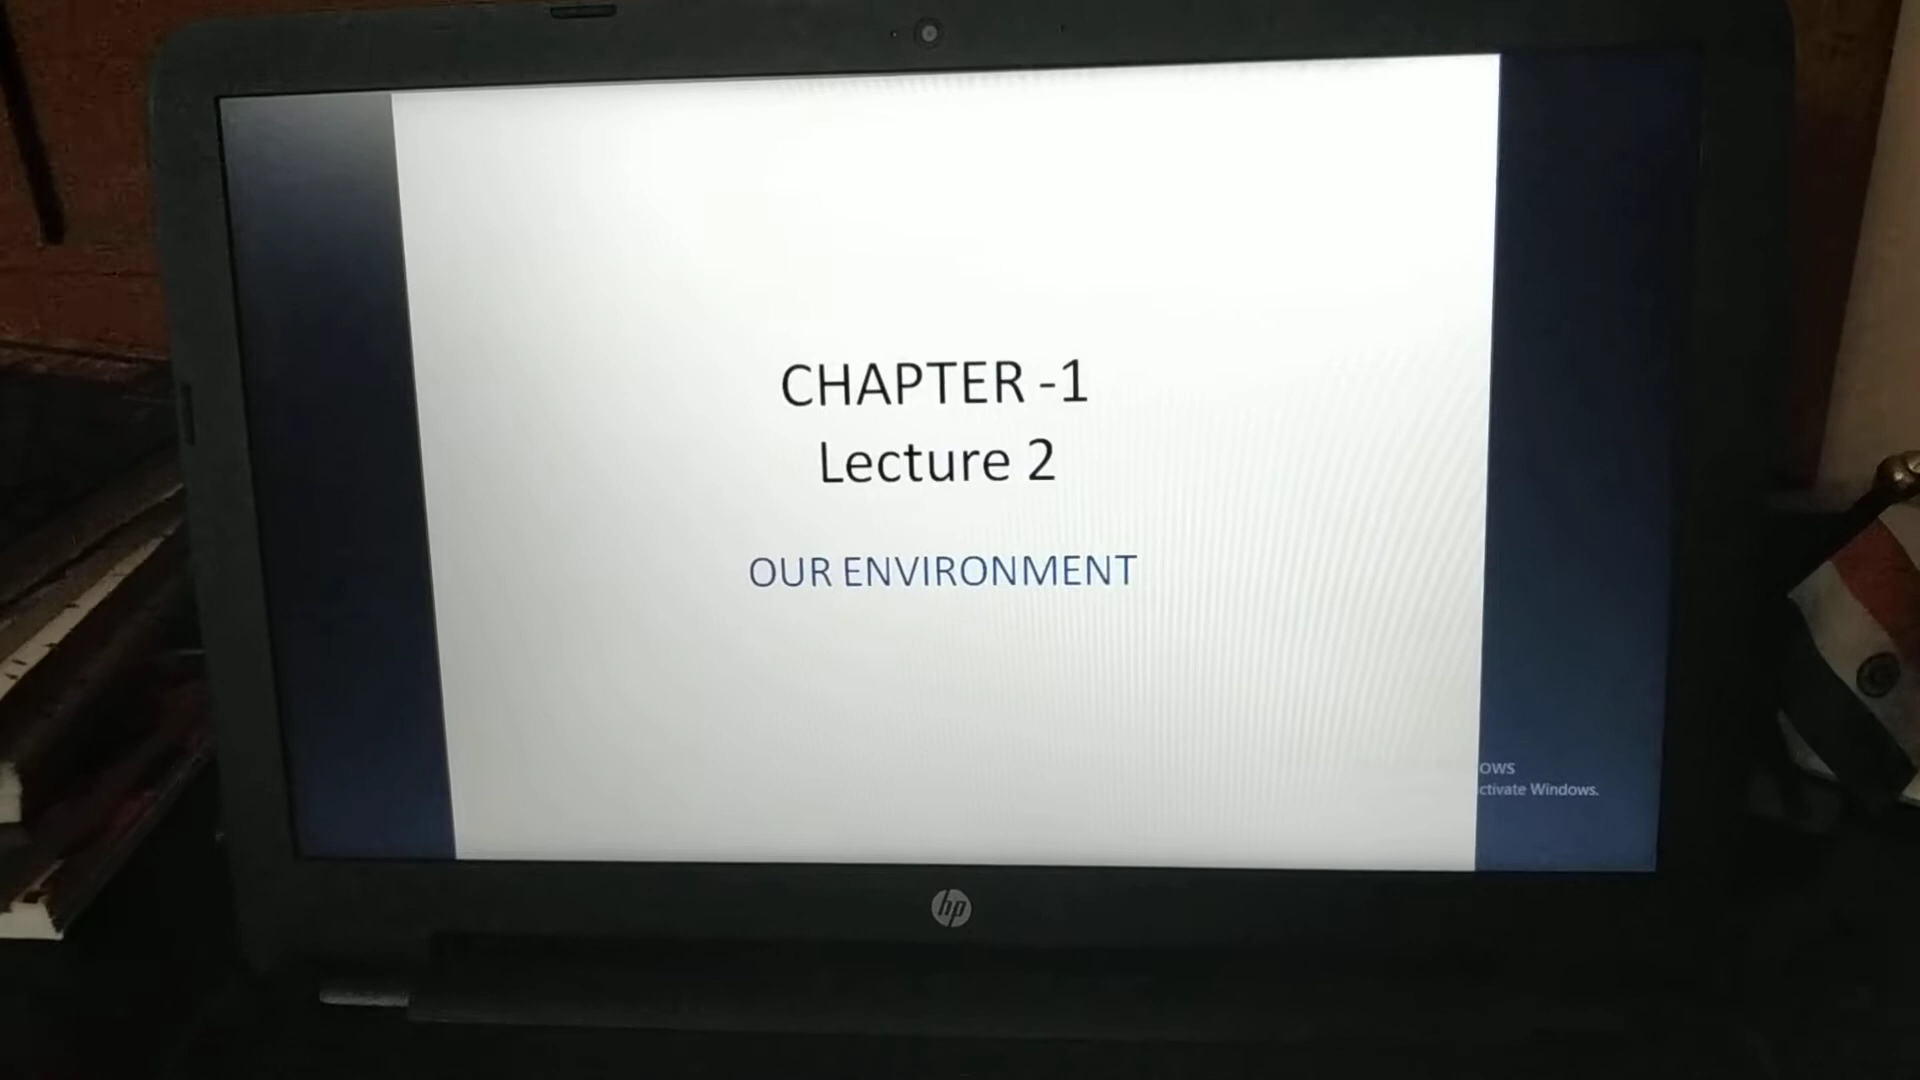 CHAPTER -1
Lecture 2
OUR ENVIRONMENT
ows
ctivate Windows.
hp